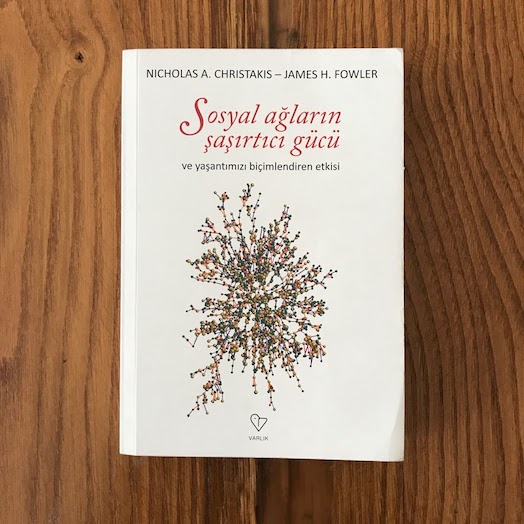 NICHOLAS A. CHRISTAKIS – JAMES H. FOWLER
Sosyal ağların
şaşırtıcı gücü
ve yaşantımızı biçimlendiren etkisi
VARLIK